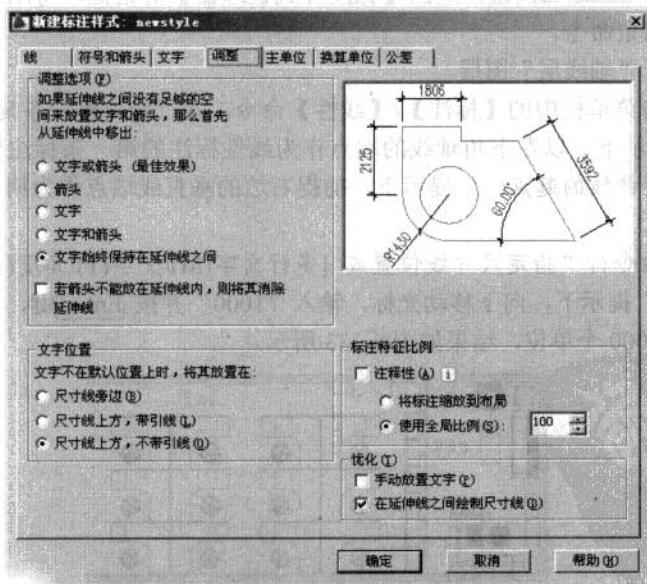 新建标注样式: newstyle
线 符号和箭头 文字 调整 主单位 换算单位 公差
调整选项(F)
如果延伸线之间没有足够的空
间来放置文字和箭头，那么首先
从延伸线中移出:
文字或箭头 (最佳效果)
箭头
文字
文字和箭头
文字始终保持在延伸线之间
若箭头不能放在延伸线内，则将其消除
延伸线
文字位置
文字不在默认位置上时，将其放置在:
尺寸线旁边(B)
尺寸线上方，带引线(L)
尺寸线上方，不带引线(O)
1806
2125
3592
60.00
R1430
标注特征比例
注释性(A)
将标注缩放到布局
使用全局比例(S): 100
优化(T)
手动放置文字(P)
在延伸线之间绘制尺寸线(D)
确定 取消 帮助(H)